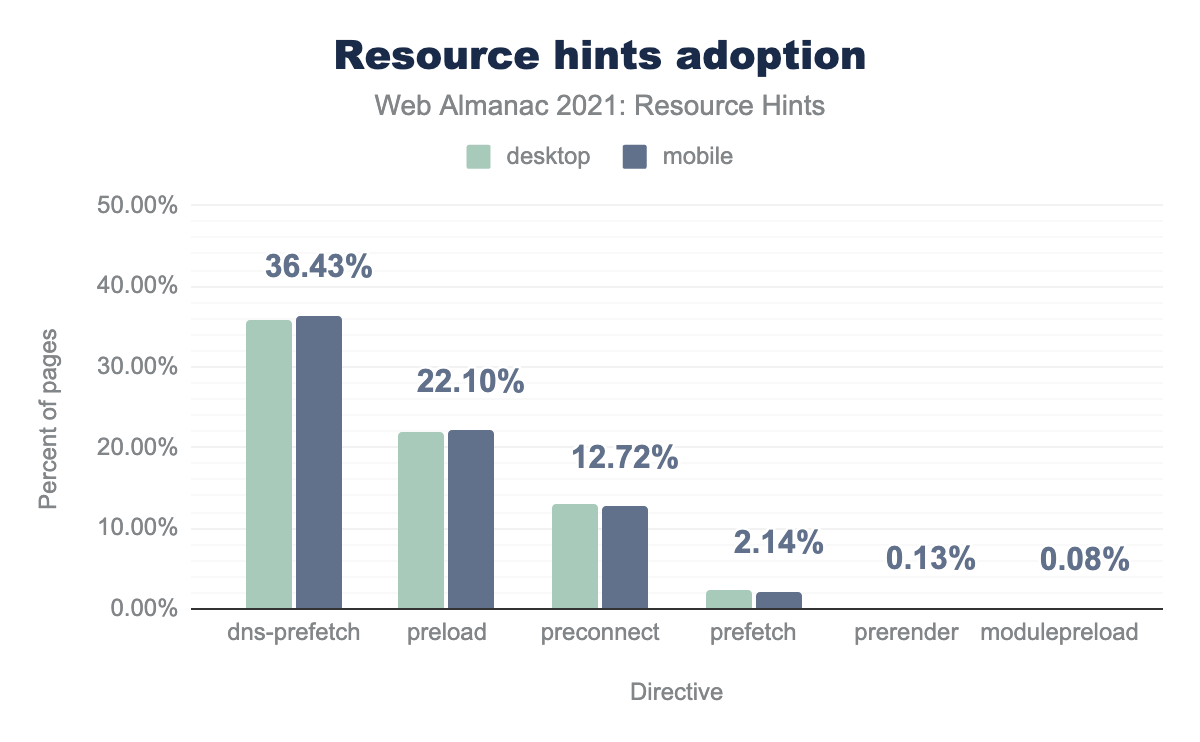 Resource hints adoption
Web Almanac 2021: Resource Hints
desktop mobile
50.00%
40.00%
30.00%
20.00%
10.00%
0.00%
Percent of pages
36.43%
22.10%
12.72%
2.14%
0.13%
0.08%
dns-prefetch preload preconnect prefetch prerender modulepreload
Directive